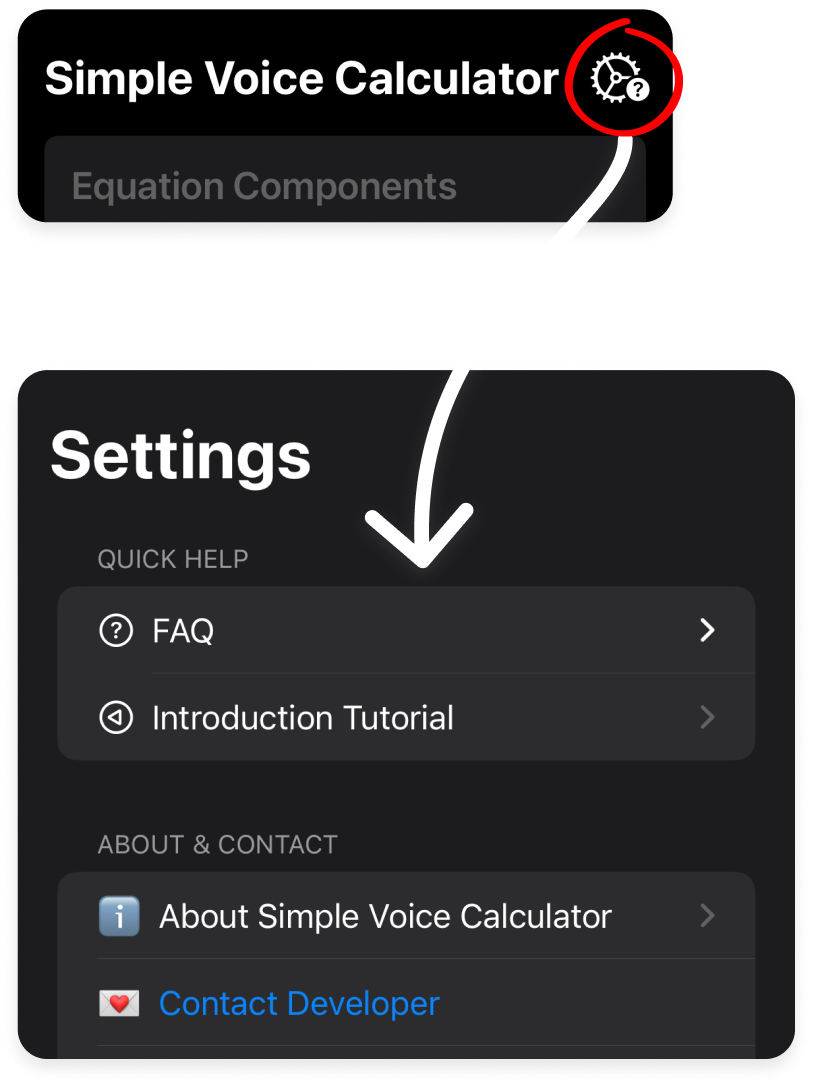 Simple Voice Calculator
Equation Components
Settings
QUICK HELP
FAQ
Introduction Tutorial
ABOUT & CONTACT
About Simple Voice Calculator
Contact Developer